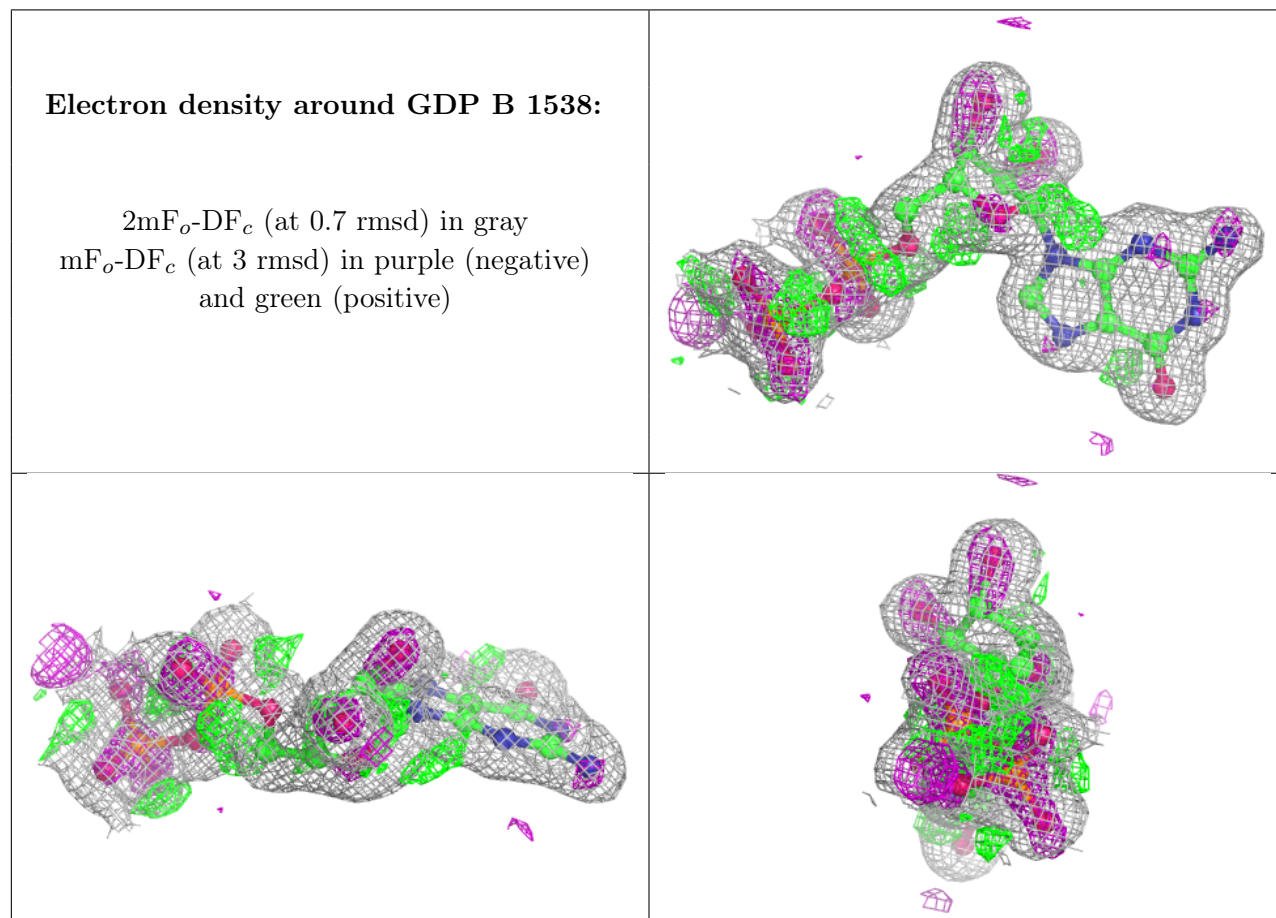 Electron density around GDP B 1538:
2mFo-DFc (at 0.7 rmsd) in gray
mFo-DFc (at 3 rmsd) in purple (negative)
and green (positive)